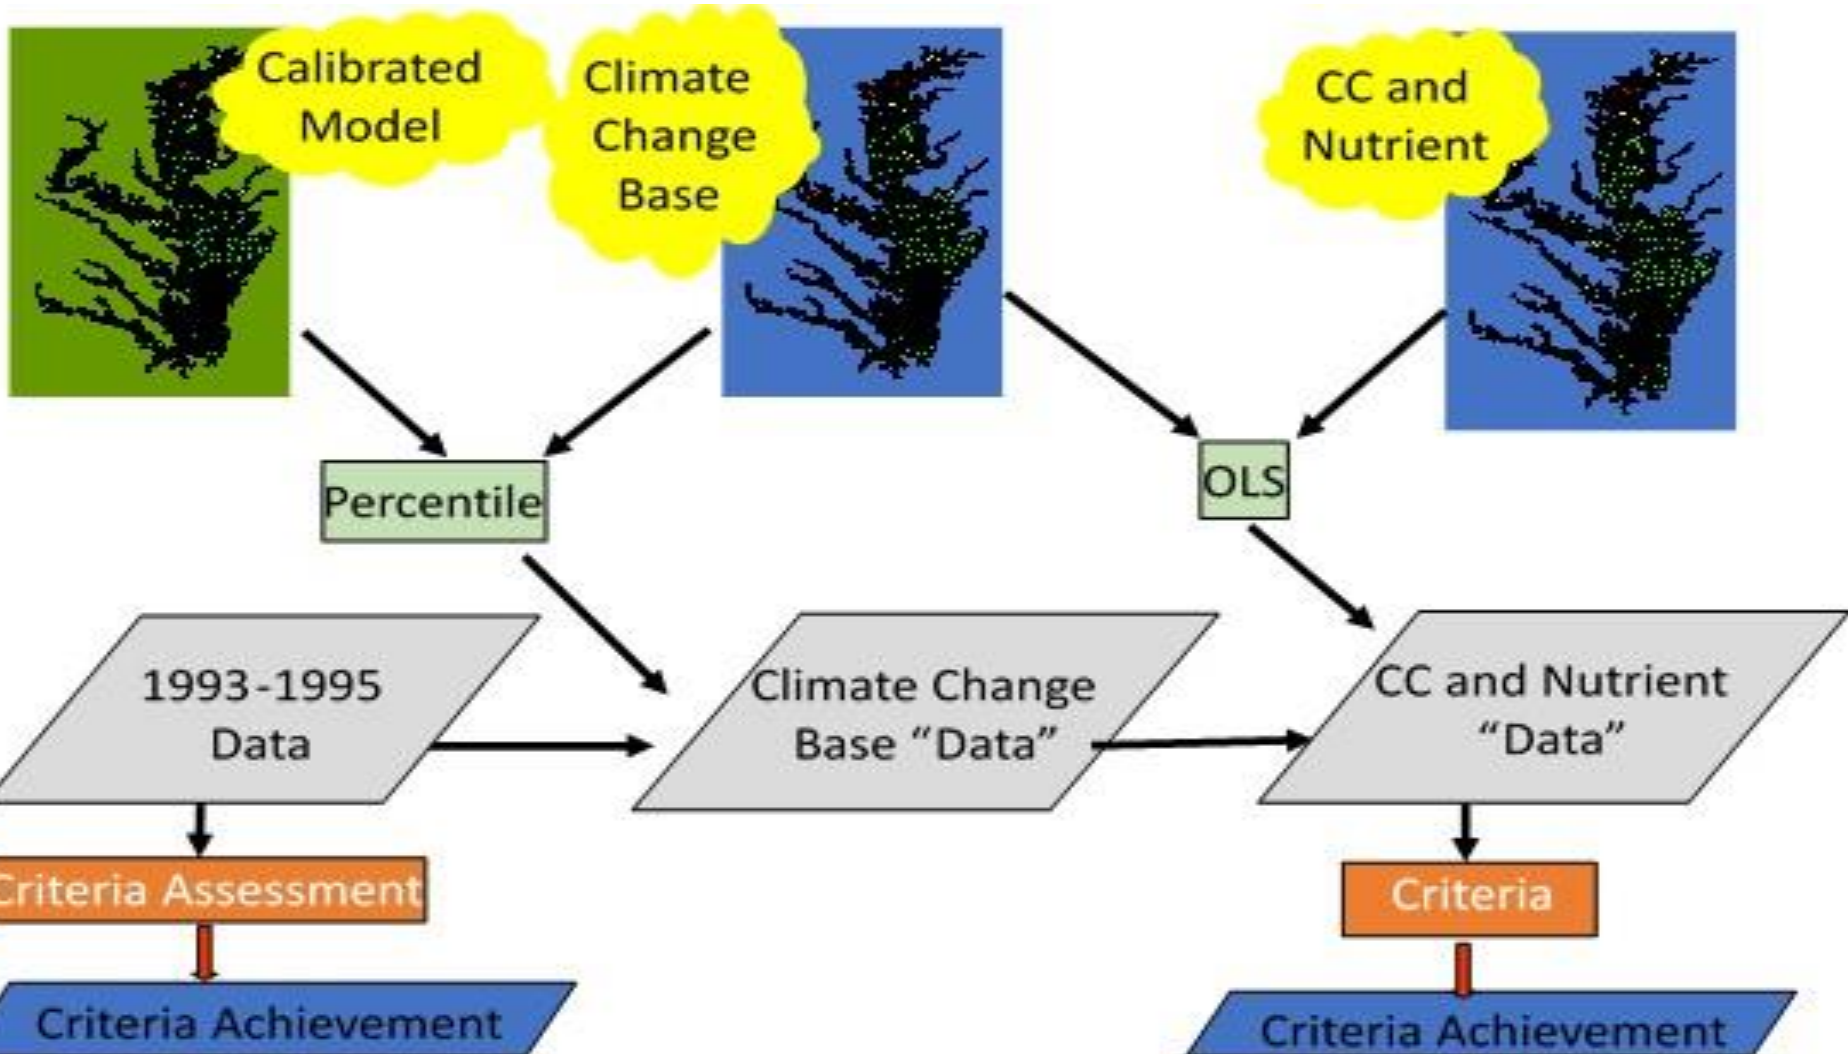 Calibrated
Model
Climate
Change
Base
CC and
Nutrient
Percentile
OLS
1993-1995
Data
Climate Change
Base “Data”
CC and Nutrient
“Data”
Criteria Assessment
Criteria
Criteria Achievement
Criteria Achievement